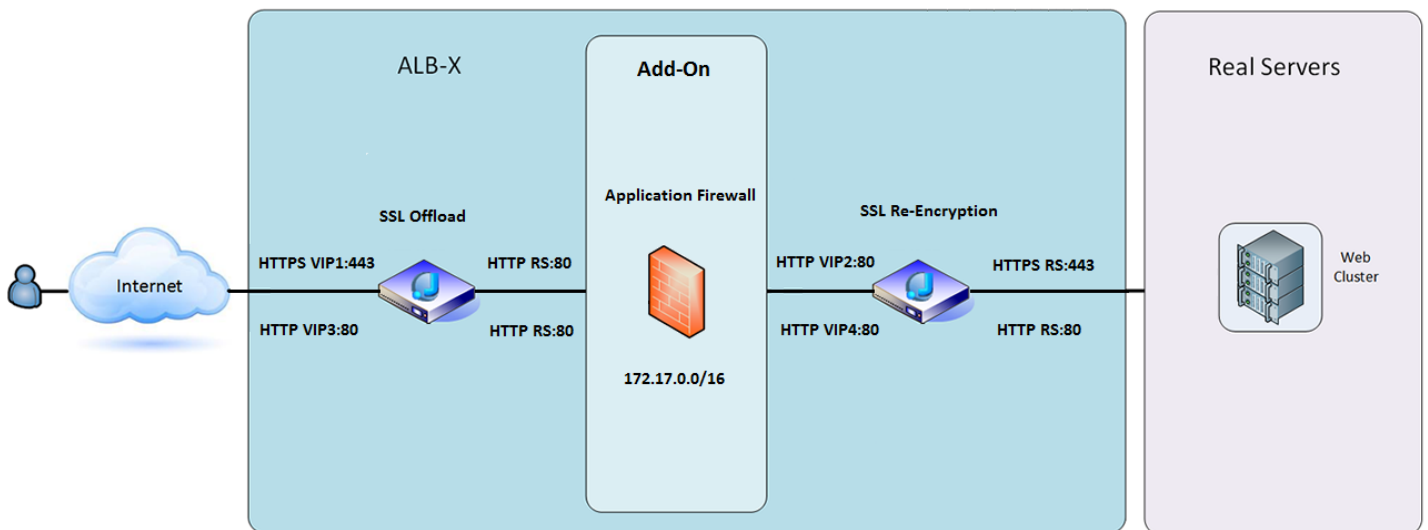 ALB-X
Add-On
Real Servers
Application Firewall
SSL Offload
SSL Re-Encryption
Internet
HTTPS VIP1:443
HTTP RS:80
HTTP VIP2:80
HTTPS RS:443
Web
Cluster
HTTP VIP3:80
HTTP RS:80
HTTP VIP4:80
HTTP RS:80
172.17.0.0/16